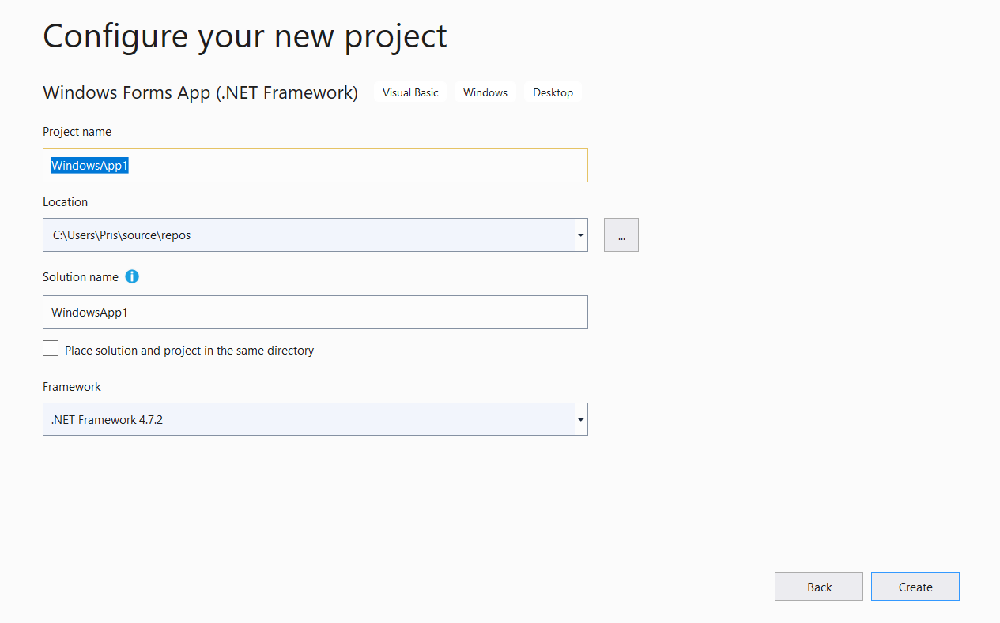 Configure your new project
Windows Forms App (.NET Framework) Visual Basic Windows Desktop
Project name
WindowsApp1
Location
C:\Users\Pris\source\repos
...
Solution name
WindowsApp1
Place solution and project in the same directory
Framework
.NET Framework 4.7.2
Back Create